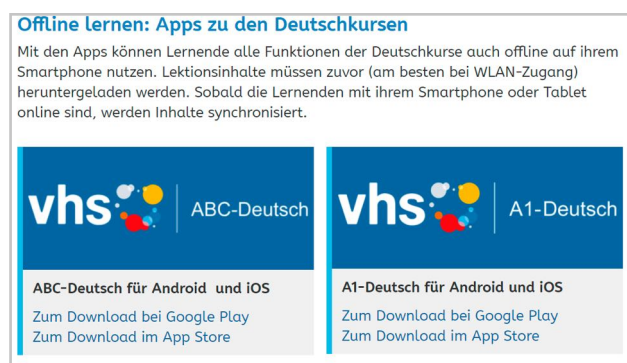 Offline lernen: Apps zu den Deutschkursen
Mit den Apps können Lernende alle Funktionen der Deutschkurse auch offline auf ihrem
Smartphone nutzen. Lektionsinhalte müssen zuvor (am besten bei WLAN-Zugang)
heruntergeladen werden. Sobald die Lernenden mit ihrem Smartphone oder Tablet
online sind, werden Inhalte synchronisiert.
vhs ABC-Deutsch
ABC-Deutsch für Android und iOS
Zum Download bei Google Play
Zum Download im App Store
vhs A1-Deutsch
A1-Deutsch für Android und iOS
Zum Download bei Google Play
Zum Download im App Store